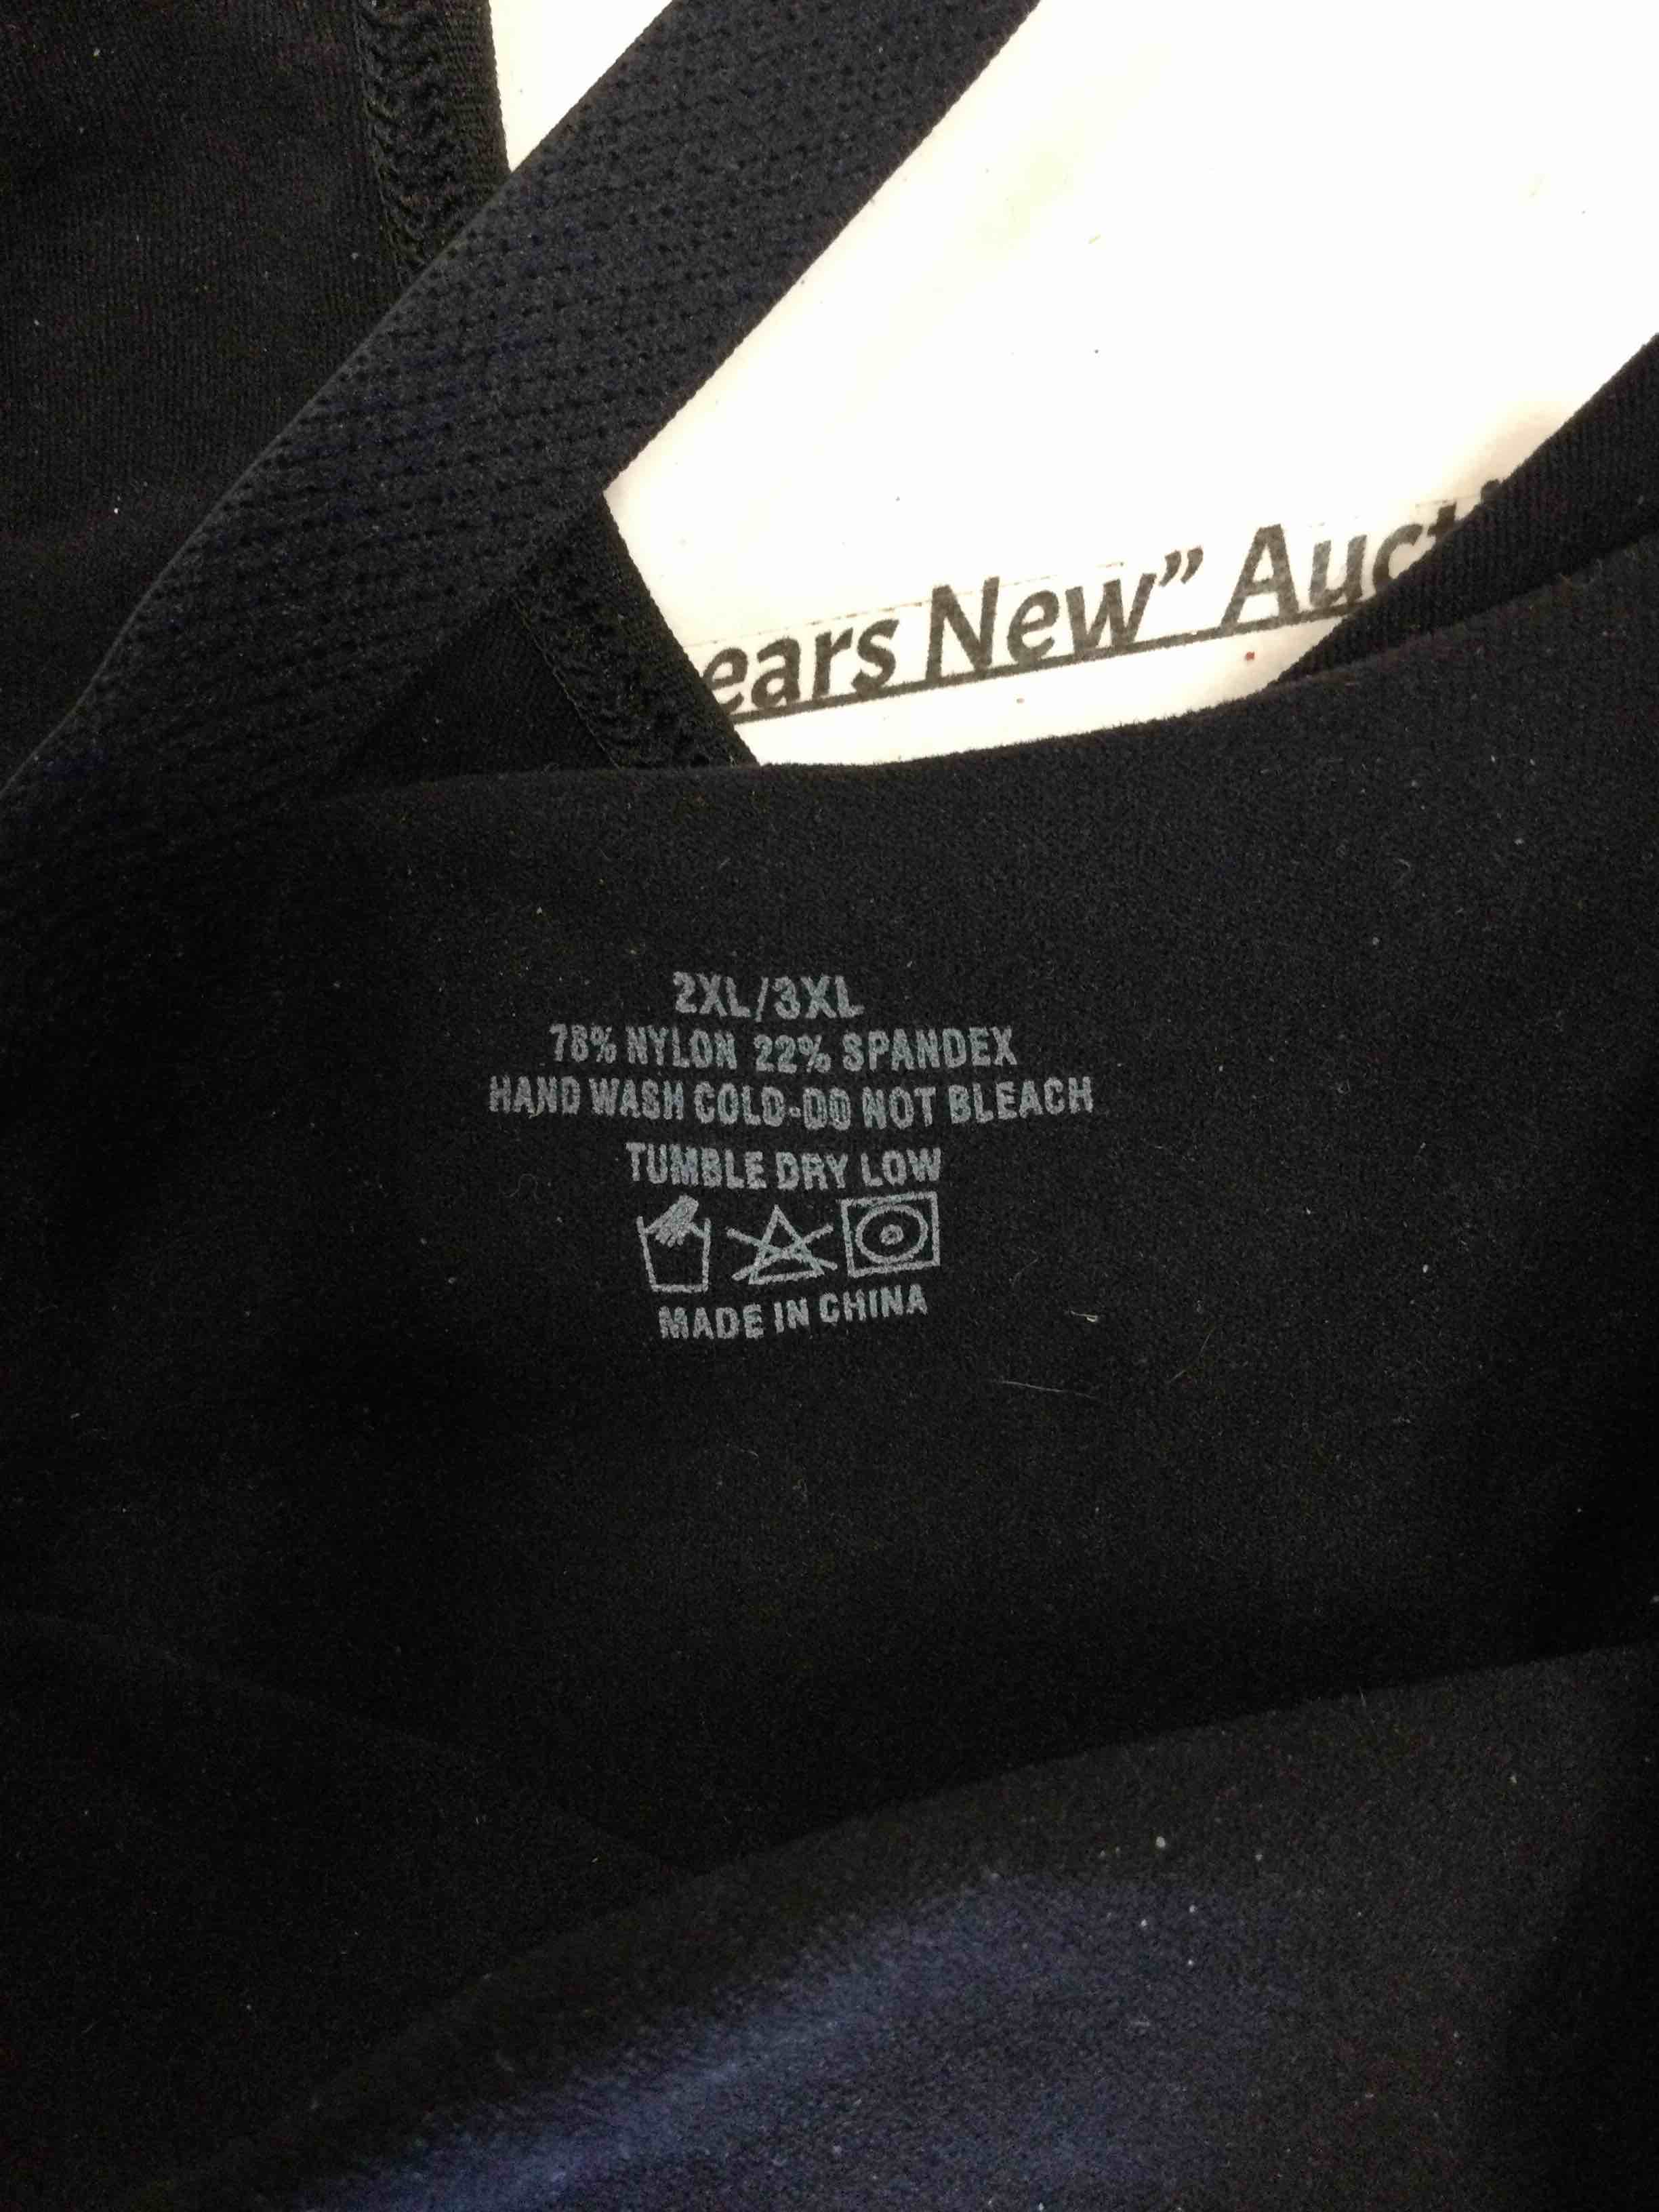 ears New” Auct
2XL/3XL
78% NYLON 22% SPANDEX
HAND WASH COLD-DO NOT BLEACH
TUMBLE DRY LOW
MADE IN CHINA